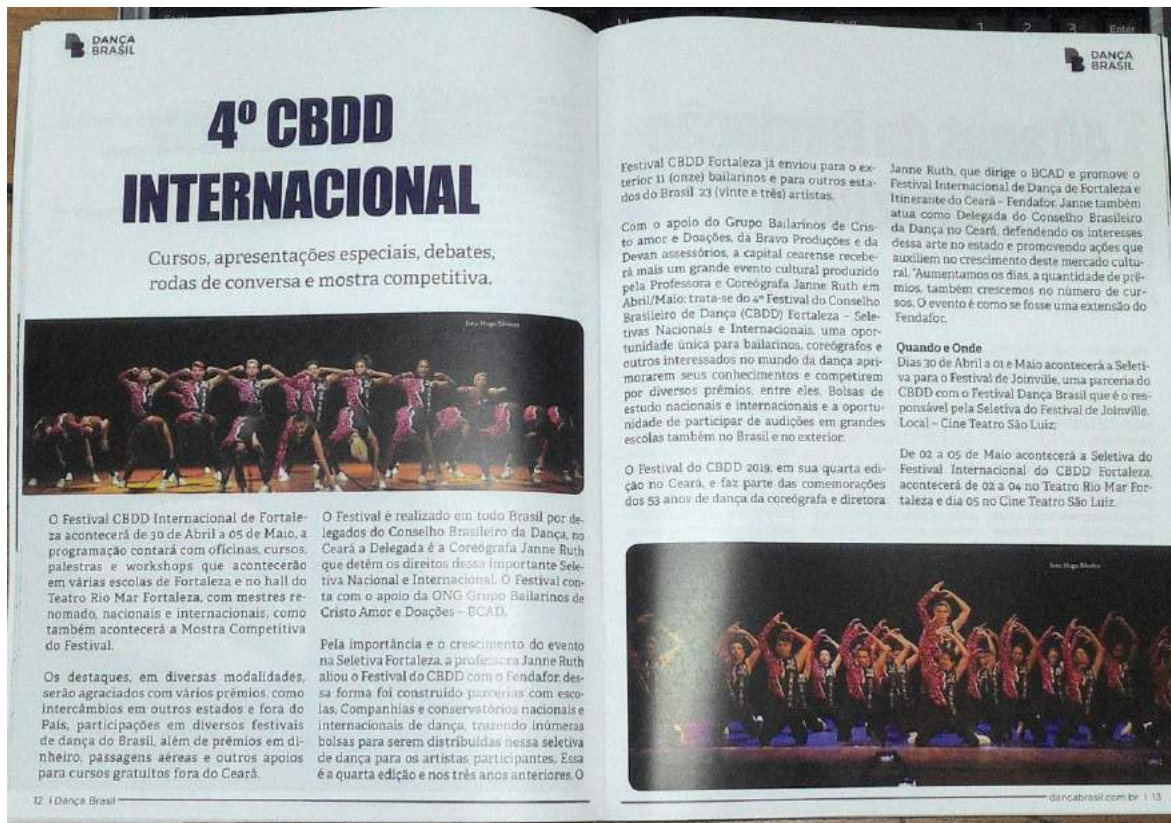 DANÇA
BRASIL
4º CBDD
INTERNACIONAL
Cursos, apresentações especiais, debates,
rodas de conversa e mostra competitiva.
foto: Hugo Silveira
O Festival CBDD Internacional de Fortale-
za acontecerá de 30 de Abril a 05 de Maio, a
programação contará com oficinas, cursos,
palestras e workshops que acontecerão
em várias escolas de Fortaleza e no hall do
Teatro Rio Mar Fortaleza, com mestres re-
nomado, nacionais e internacionais, como
também acontecerá a Mostra Competitiva
do Festival.
Os destaques, em diversas modalidades,
serão agraciados com vários prêmios, como
intercâmbios em outros estados e fora do
País, participações em diversos festivais
de dança do Brasil, além de prêmios em di-
nheiro, passagens aéreas e outros apoios
para cursos gratuitos fora do Ceará.
O Festival é realizado em todo Brasil por de-
legados do Conselho Brasileiro da Dança, no
Ceará a Delegada é a Coreógrafa Janne Ruth
que detêm os direitos dessa importante Sele-
tiva Nacional e Internacional. O Festival con-
ta com o apoio da ONG Grupo Bailarinos de
Cristo Amor e Doações – BCAD.
Pela importância e o crescimento do evento
na Seletiva Fortaleza, a professora Janne Ruth
aliou o Festival do CBDD com o Fendafor, des-
sa forma foi construído parcerias com esco-
las, Companhias e conservatórios nacionais e
internacionais de dança, trazendo inúmeras
bolsas para serem distribuídas nessa seletiva
de dança para os artistas participantes. Essa
é a quarta edição e nos três anos anteriores. O
12 | Dança Brasil
DANÇA
BRASIL
Festival CBDD Fortaleza já enviou para o ex-
terior 11 (onze) bailarinos e para outros esta-
dos do Brasil 23 (vinte e três) artistas.
Com o apoio do Grupo Bailarinos de Cris-
to amor e Doações, da Bravo Produções e da
Devan assessórios, a capital cearense recebe-
rá mais um grande evento cultural produzido
pela Professora e Coreógrafa Janne Ruth em
Abril/Maio: trata-se do 4º Festival do Conselho
Brasileiro de Dança (CBDD) Fortaleza – Sele-
tivas Nacionais e Internacionais, uma opor-
tunidade única para bailarinos, coreógrafos e
outros interessados no mundo da dança apri-
morarem seus conhecimentos e competirem
por diversos prêmios, entre eles, Bolsas de
estudo nacionais e internacionais e a oportu-
nidade de participar de audições em grandes
escolas também no Brasil e no exterior.
O Festival do CBDD 2019, em sua quarta edi-
ção no Ceará, e faz parte das comemorações
dos 53 anos de dança da coreógrafa e diretora
Janne Ruth, que dirige o BCAD e promove o
Festival Internacional de Dança de Fortaleza e
Itinerante do Ceará – Fendafor. Janne também
atua como Delegada do Conselho Brasileiro
da Dança no Ceará, defendendo os interesses
dessa arte no estado e promovendo ações que
auxiliem no crescimento deste mercado cultu-
ral. "Aumentamos os dias, a quantidade de prê-
mios, também crescemos no número de cur-
sos. O evento é como se fosse uma extensão do
Fendafor.
Quando e Onde
Dias 30 de Abril a 01 e Maio acontecerá a Seleti-
va para o Festival de Joinville, uma parceria do
CBDD com o Festival Dança Brasil que é o res-
ponsável pela Seletiva do Festival de Joinville.
Local – Cine Teatro São Luiz;
De 02 a 05 de Maio acontecerá a Seletiva do
Festival Internacional do CBDD Fortaleza,
acontecerá de 02 a 04 no Teatro Rio Mar For-
taleza e dia 05 no Cine Teatro São Luiz.
foto: Hugo Silveira
dancabrasil.com.br | 13
1 2 3 Enter